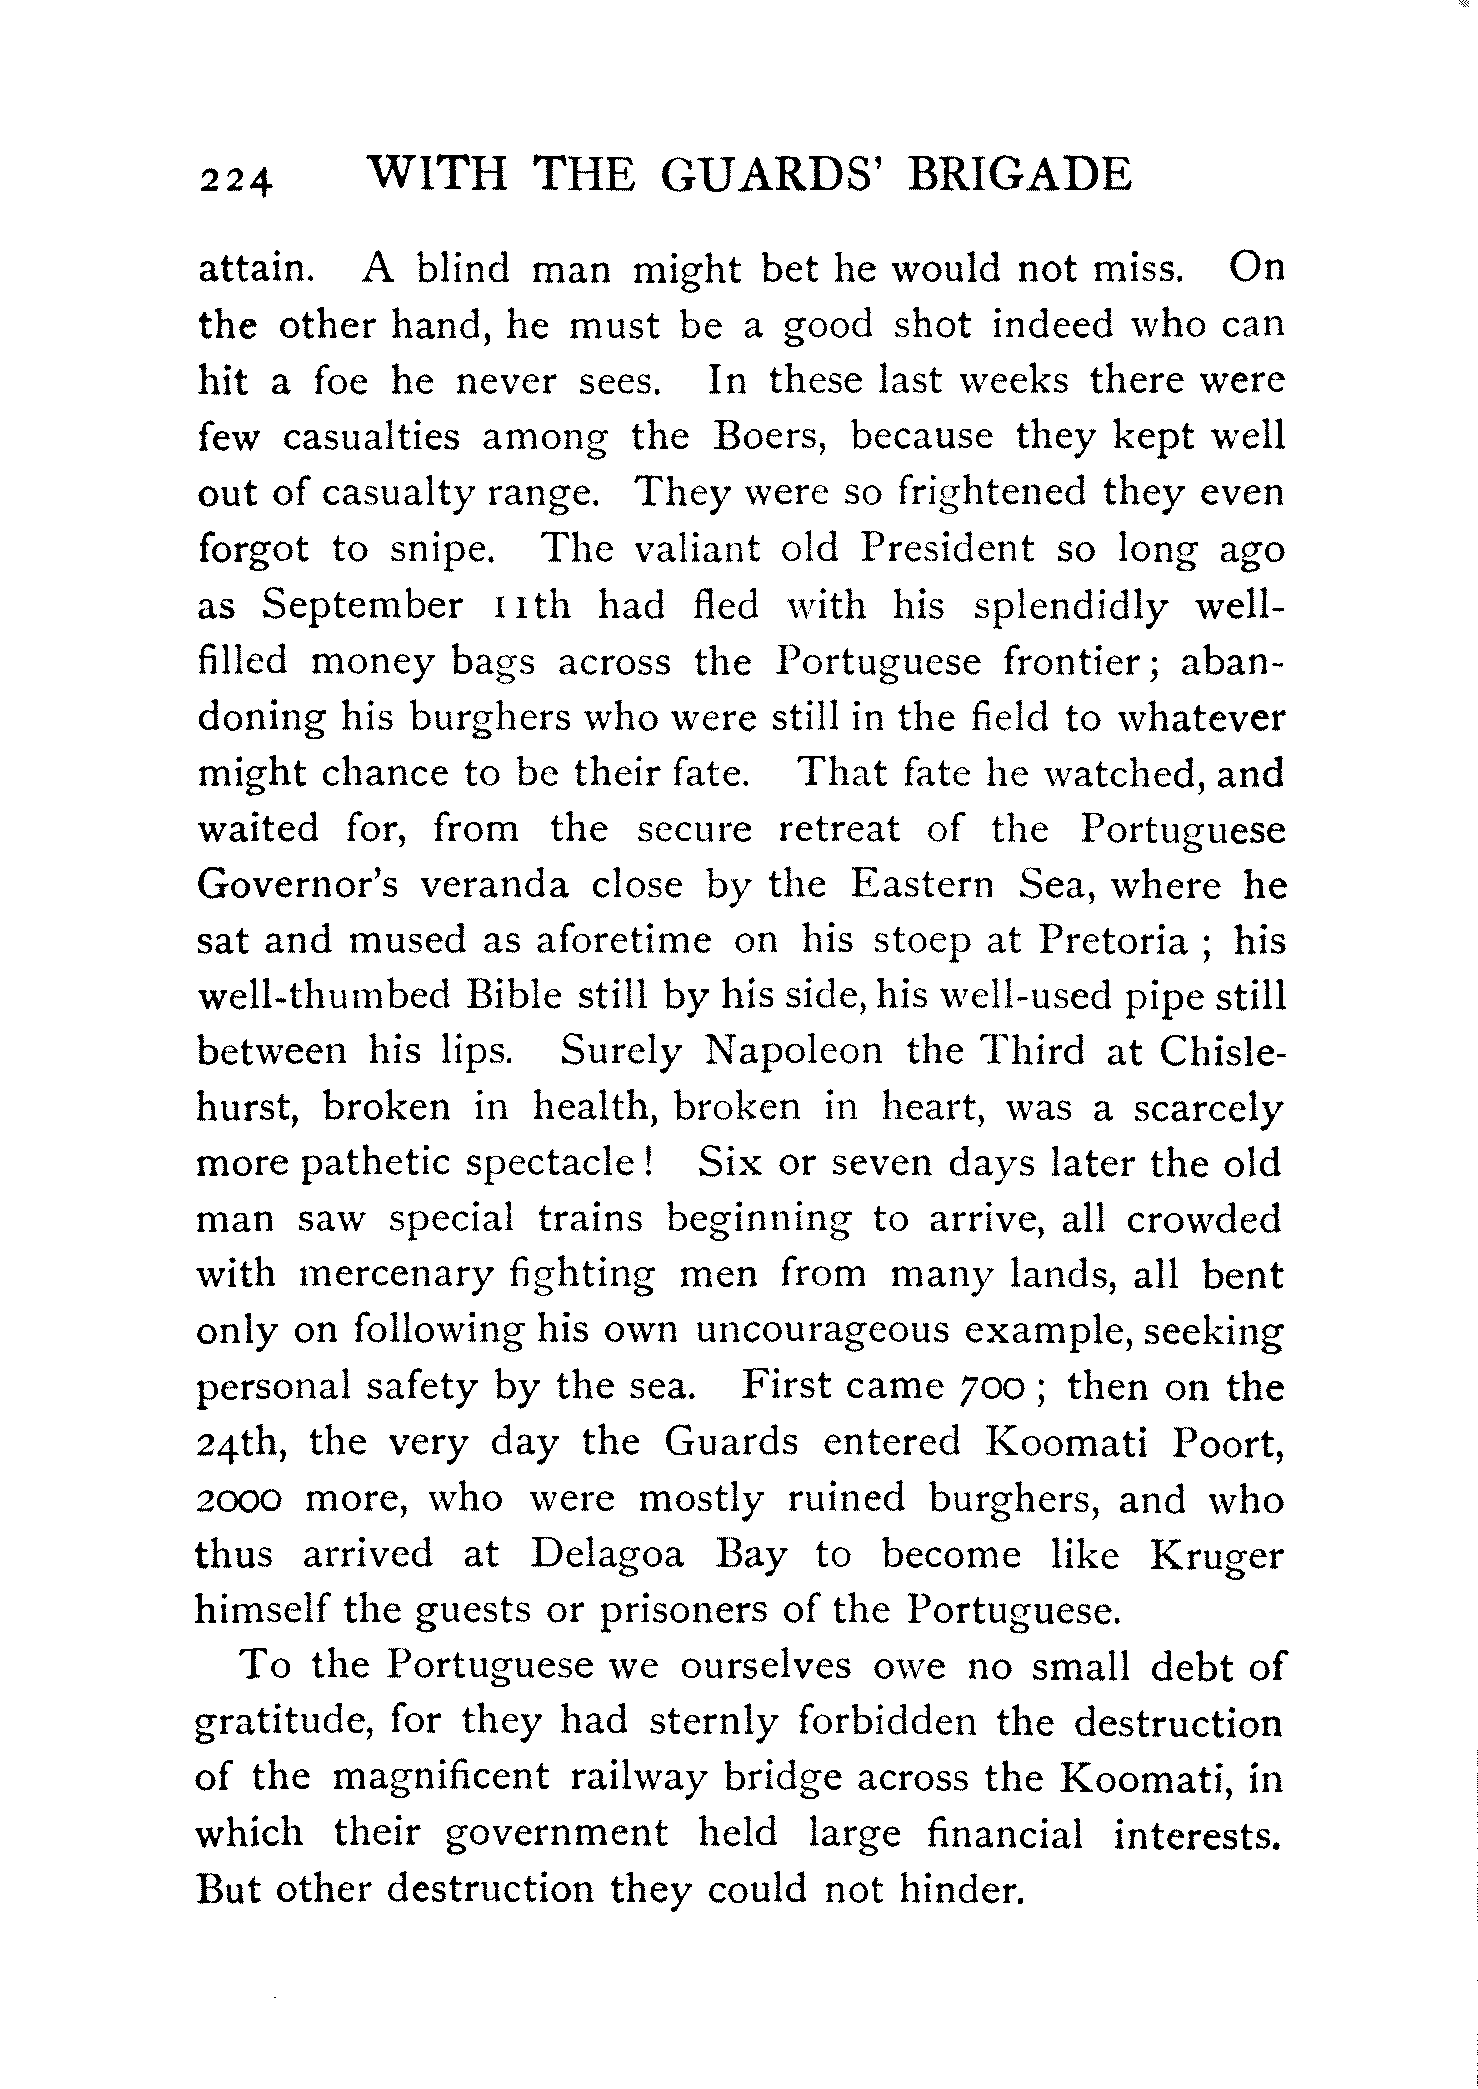 224 WITH THE GUARDS' BRIGADE
attain. A blind man might bet he would not miss. On
the other hand, he must be a good shot indeed who can
hit a foe he never sees. In these last weeks there were
few casualties among the Boers, because they kept well
out of casualty range. They were so frightened they even
forgot to snipe. The valiant old President so long ago
as September 11th had fled with his splendidly well-
filled money bags across the Portuguese frontier; aban-
doning his burghers who were still in the field to whatever
might chance to be their fate. That fate he watched, and
waited for, from the secure retreat of the Portuguese
Governor's veranda close by the Eastern Sea, where he
sat and mused as aforetime on his stoep at Pretoria; his
well-thumbed Bible still by his side, his well-used pipe still
between his lips. Surely Napoleon the Third at Chisle-
hurst, broken in health, broken in heart, was a scarcely
more pathetic spectacle! Six or seven days later the old
man saw special trains beginning to arrive, all crowded
with mercenary fighting men from many lands, all bent
only on following his own uncourageous example, seeking
personal safety by the sea. First came 700; then on the
24th, the very day the Guards entered Koomati Poort,
2000 more, who were mostly ruined burghers, and who
thus arrived at Delagoa Bay to become like Kruger
himself the guests or prisoners of the Portuguese.
To the Portuguese we ourselves owe no small debt of
gratitude, for they had sternly forbidden the destruction
of the magnificent railway bridge across the Koomati, in
which their government held large financial interests.
But other destruction they could not hinder.